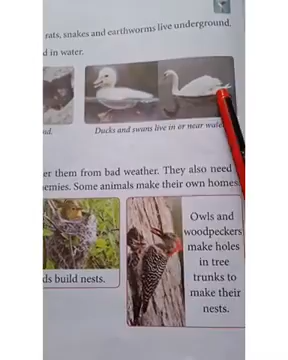 rats, snakes and earthworms live underground.
d in water.
nd.
Ducks and swans live in or near wate
er them from bad weather. They also need
emies. Some animals make their own homes
ds build nests.
Owls and
woodpeckers
make holes
in tree
trunks to
make their
nests.